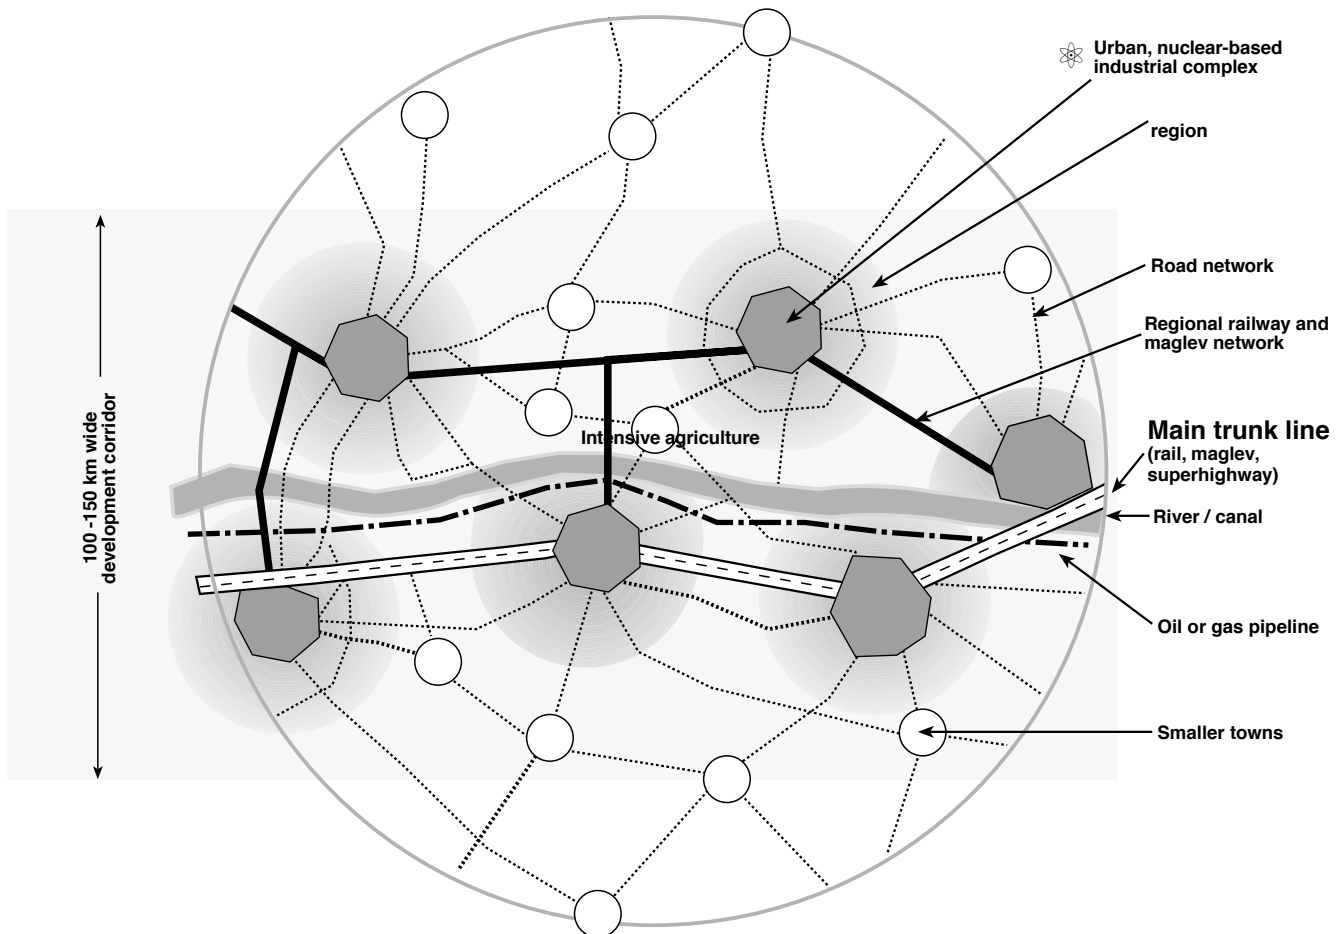 Urban, nuclear-based
industrial complex
region
Road network
Regional railway and
maglev network
Main trunk line
(rail, maglev,
superhighway)
River / canal
Oil or gas pipeline
Smaller towns
Intensive agriculture
100 -150 km wide
development corridor